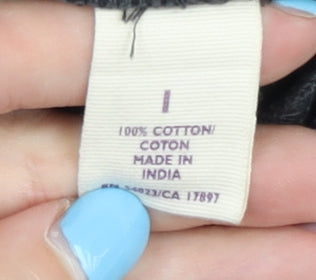 I
100% COTTON/
COTON
MADE IN
INDIA
CA 17897